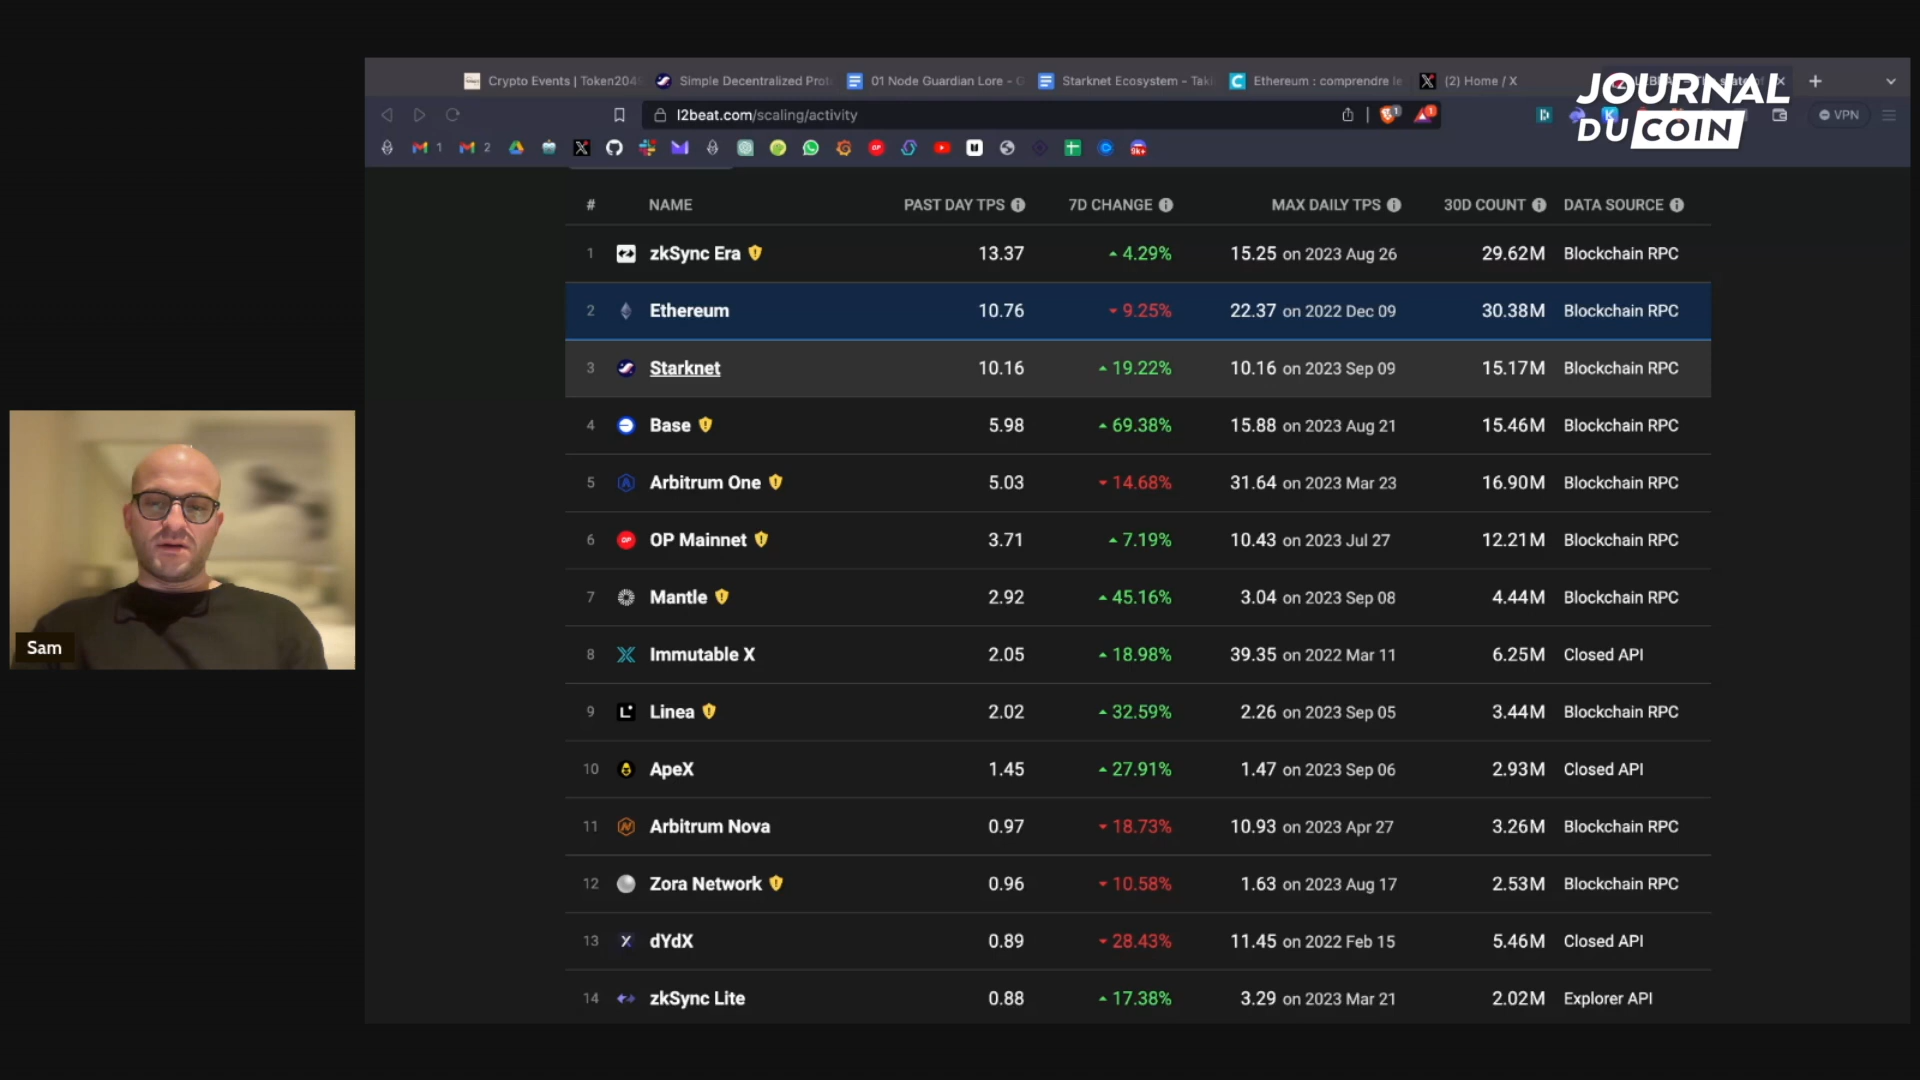 Crypto Events | Token204
Simple Decentralized Prot
01 Node Guardian Lore - G
Starknet Ecosystem - Taki
Ethereum : comprendre le
(2) Home / X
JOURNAL
DU COIN
l2beat.com/scaling/activity
VPN
1
2
# NAME PAST DAY TPS 7D CHANGE MAX DAILY TPS 30D COUNT DATA SOURCE
1 zkSync Era 13.37 4.29% 15.25 on 2023 Aug 26 29.62M Blockchain RPC
2 Ethereum 10.76 9.25% 22.37 on 2022 Dec 09 30.38M Blockchain RPC
3 Starknet 10.16 19.22% 10.16 on 2023 Sep 09 15.17M Blockchain RPC
4 Base 5.98 69.38% 15.88 on 2023 Aug 21 15.46M Blockchain RPC
5 Arbitrum One 5.03 14.68% 31.64 on 2023 Mar 23 16.90M Blockchain RPC
6 OP Mainnet 3.71 7.19% 10.43 on 2023 Jul 27 12.21M Blockchain RPC
7 Mantle 2.92 45.16% 3.04 on 2023 Sep 08 4.44M Blockchain RPC
8 Immutable X 2.05 18.98% 39.35 on 2022 Mar 11 6.25M Closed API
9 Linea 2.02 32.59% 2.26 on 2023 Sep 05 3.44M Blockchain RPC
10 ApeX 1.45 27.91% 1.47 on 2023 Sep 06 2.93M Closed API
11 Arbitrum Nova 0.97 18.73% 10.93 on 2023 Apr 27 3.26M Blockchain RPC
12 Zora Network 0.96 10.58% 1.63 on 2023 Aug 17 2.53M Blockchain RPC
13 dYdX 0.89 28.43% 11.45 on 2022 Feb 15 5.46M Closed API
14 zkSync Lite 0.88 17.38% 3.29 on 2023 Mar 21 2.02M Explorer API
Sam